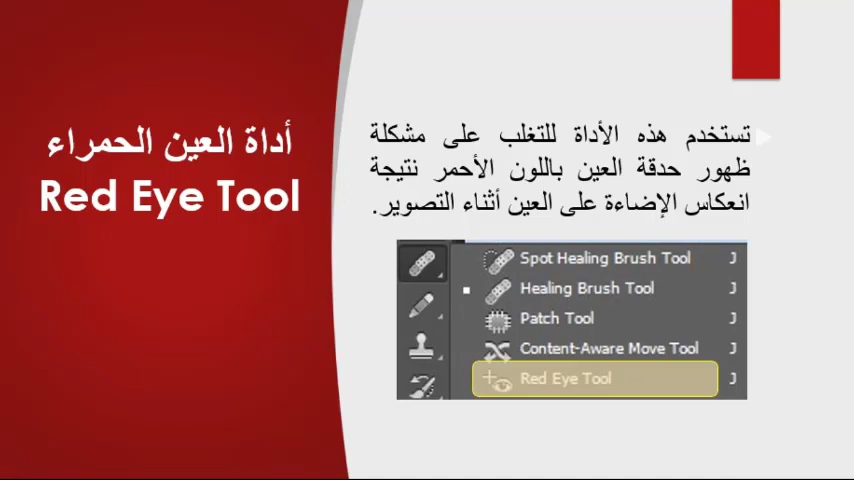 أداة العين الحمراء
Red Eye Tool
تستخدم هذه الأداة للتغلب على مشكلة
ظهور حدقة العين باللون الأحمر نتيجة
انعكاس الإضاءة على العين أثناء التصوير.
Spot Healing Brush Tool J
Healing Brush Tool J
Patch Tool J
Content-Aware Move Tool J
Red Eye Tool J